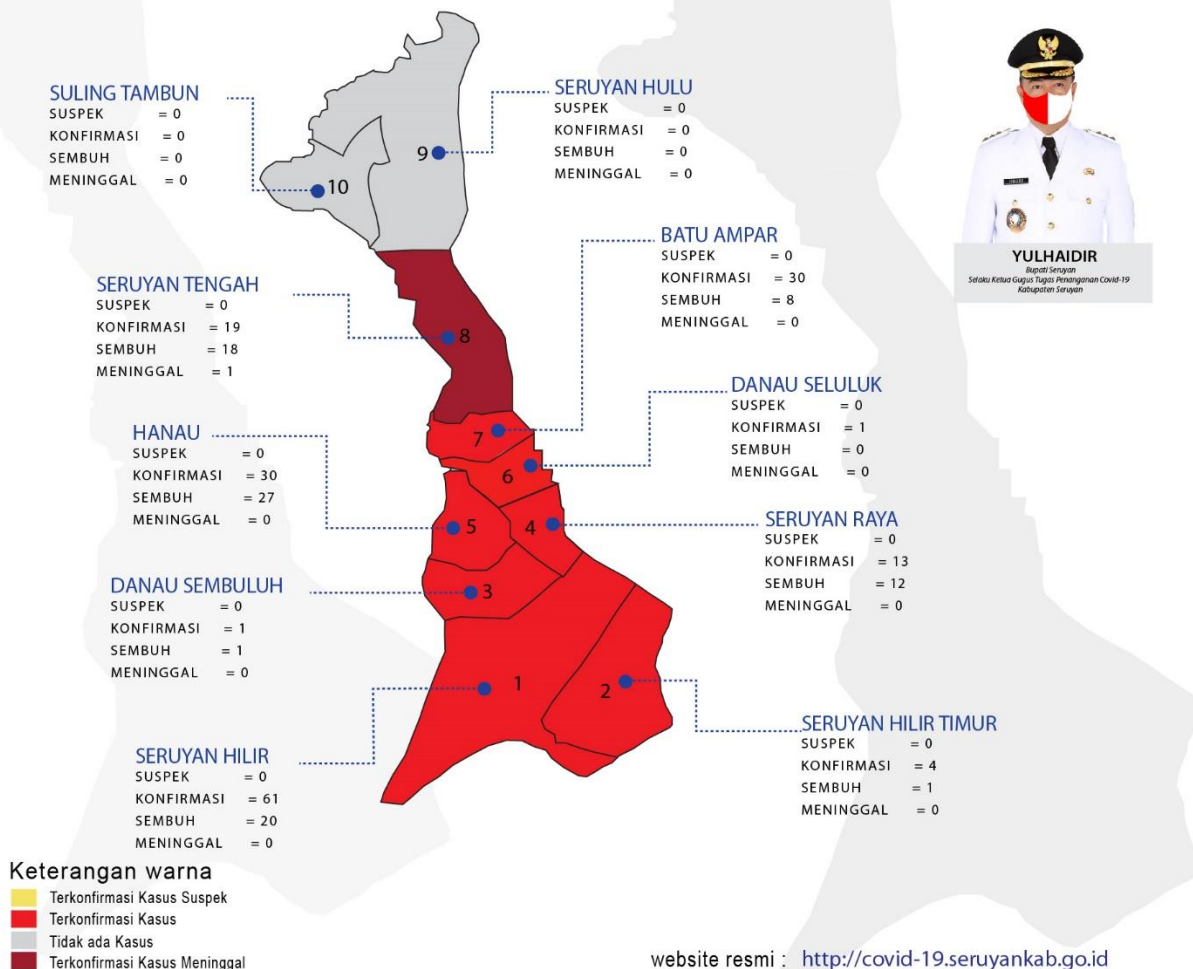 SULING TAMBUN
SUSPEK = 0
KONFIRMASI = 0
SEMBUH = 0
MENINGGAL = 0
SERUYAN HULU
SUSPEK = 0
KONFIRMASI = 0
SEMBUH = 0
MENINGGAL = 0
9
10
YULHAIDIR
Bupati Seruyan
Selaku Ketua Gugus Tugas Penanganan Covid-19
Kabupaten Seruyan
BATU AMPAR
SUSPEK = 0
KONFIRMASI = 30
SEMBUH = 8
MENINGGAL = 0
SERUYAN TENGAH
SUSPEK = 0
KONFIRMASI = 19
SEMBUH = 18
MENINGGAL = 1
8
DANAU SELULUK
SUSPEK = 0
KONFIRMASI = 1
SEMBUH = 0
MENINGGAL = 0
HANAU
SUSPEK = 0
KONFIRMASI = 30
SEMBUH = 27
MENINGGAL = 0
7
6
5
4
SERUYAN RAYA
SUSPEK = 0
KONFIRMASI = 13
SEMBUH = 12
MENINGGAL = 0
DANAU SEMBULUH
SUSPEK = 0
KONFIRMASI = 1
SEMBUH = 1
MENINGGAL = 0
3
1
2
SERUYAN HILIR
SUSPEK = 0
KONFIRMASI = 61
SEMBUH = 20
MENINGGAL = 0
SERUYAN HILIR TIMUR
SUSPEK = 0
KONFIRMASI = 4
SEMBUH = 1
MENINGGAL = 0
Keterangan warna
Terkonfirmasi Kasus Suspek
Terkonfirmasi Kasus
Tidak ada Kasus
Terkonfirmasi Kasus Meninggal
website resmi : http://covid-19.seruyankab.go.id